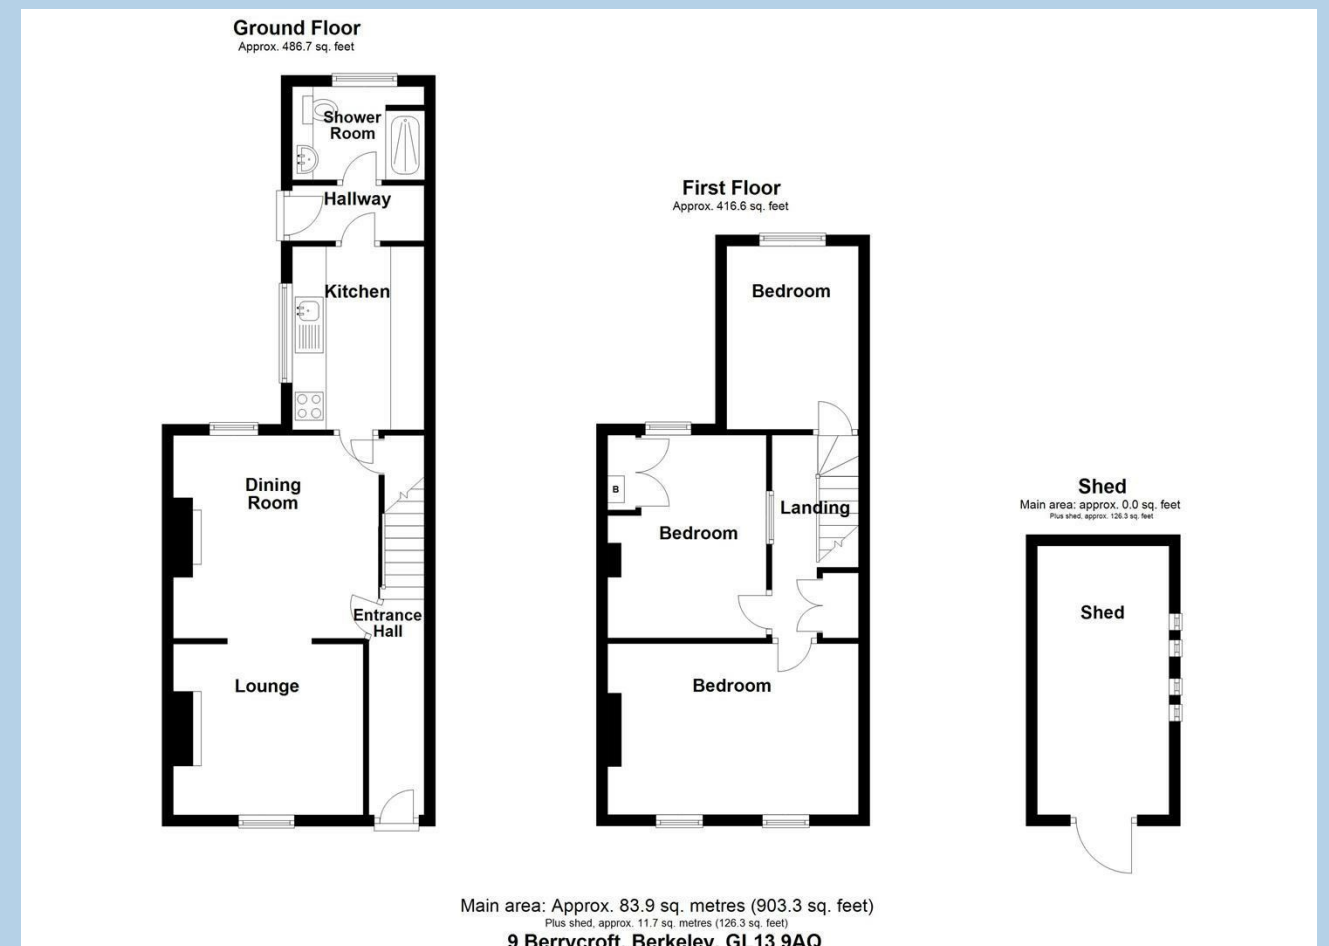 Ground Floor
Approx. 486.7 sq. feet
Shower
Room
Hallway
Kitchen
Dining
Room
Entrance
Hall
Lounge
First Floor
Approx. 416.6 sq. feet
Bedroom
B
Bedroom
Landing
Bedroom
Shed
Main area: approx. 0.0 sq. feet
Plus shed, approx. 126.3 sq. feet
Shed
Main area: Approx. 83.9 sq. metres (903.3 sq. feet)
Plus shed, approx. 11.7 sq. metres (126.3 sq. feet)
9 Berrycroft, Berkeley, GL13 9AQ